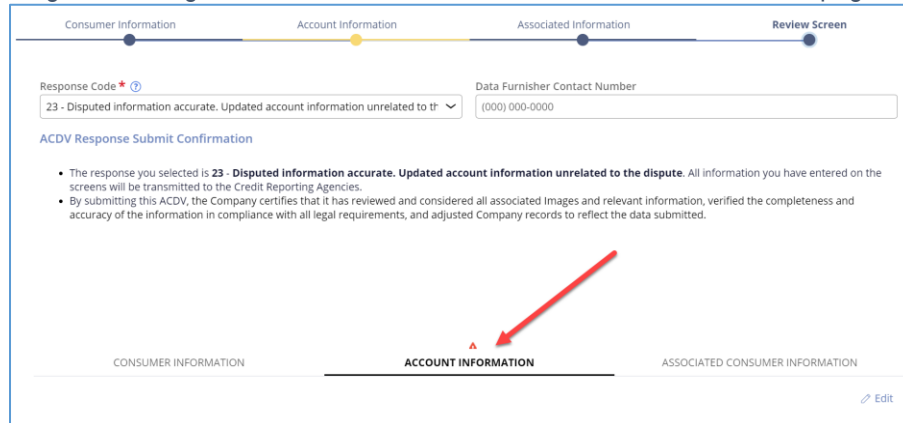 Consumer Information Account Information Associated Information Review Screen
Response Code * ? Data Furnisher Contact Number
23 - Disputed information accurate. Updated account information unrelated to th (000) 000-0000
ACDV Response Submit Confirmation
• The response you selected is 23 - Disputed information accurate. Updated account information unrelated to the dispute. All information you have entered on the
screens will be transmitted to the Credit Reporting Agencies.
• By submitting this ACDV, the Company certifies that it has reviewed and considered all associated Images and relevant information, verified the completeness and
accuracy of the information in compliance with all legal requirements, and adjusted Company records to reflect the data submitted.
CONSUMER INFORMATION ACCOUNT INFORMATION ASSOCIATED CONSUMER INFORMATION
Edit